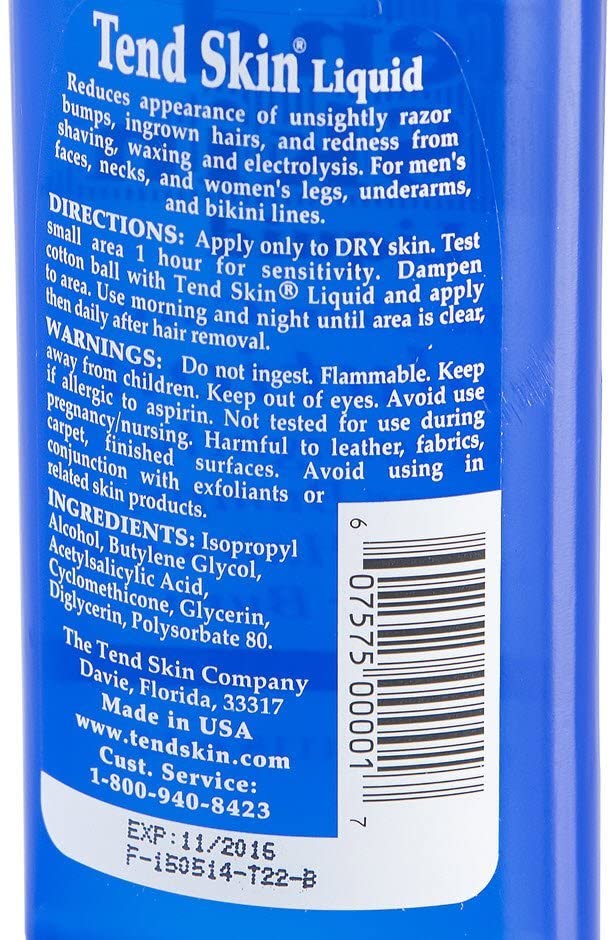 Tend Skin® Liquid
Reduces appearance of unsightly razor
bumps, ingrown hairs, and redness from
shaving, waxing and electrolysis. For men's
faces, necks, and women's legs, underarms,
and bikini lines.
DIRECTIONS: Apply only to DRY skin. Test
small area 1 hour for sensitivity. Dampen
cotton ball with Tend Skin® Liquid and apply
to area. Use morning and night until area is clear,
then daily after hair removal.
WARNINGS: Do not ingest. Flammable. Keep
away from children. Keep out of eyes. Avoid use
if allergic to aspirin. Not tested for use during
pregnancy/nursing. Harmful to leather, fabrics,
carpet, finished surfaces. Avoid using in
conjunction with exfoliants or
related skin products.
INGREDIENTS: Isopropyl
Alcohol, Butylene Glycol,
Acetylsalicylic Acid,
Cyclomethicone, Glycerin,
Diglycerin, Polysorbate 80.
The Tend Skin Company
Davie, Florida, 33317
Made in USA
www.tendskin.com
Cust. Service:
1-800-940-8423
6 07575 00001 7
EXP:11/2016
F-150514-T22-B